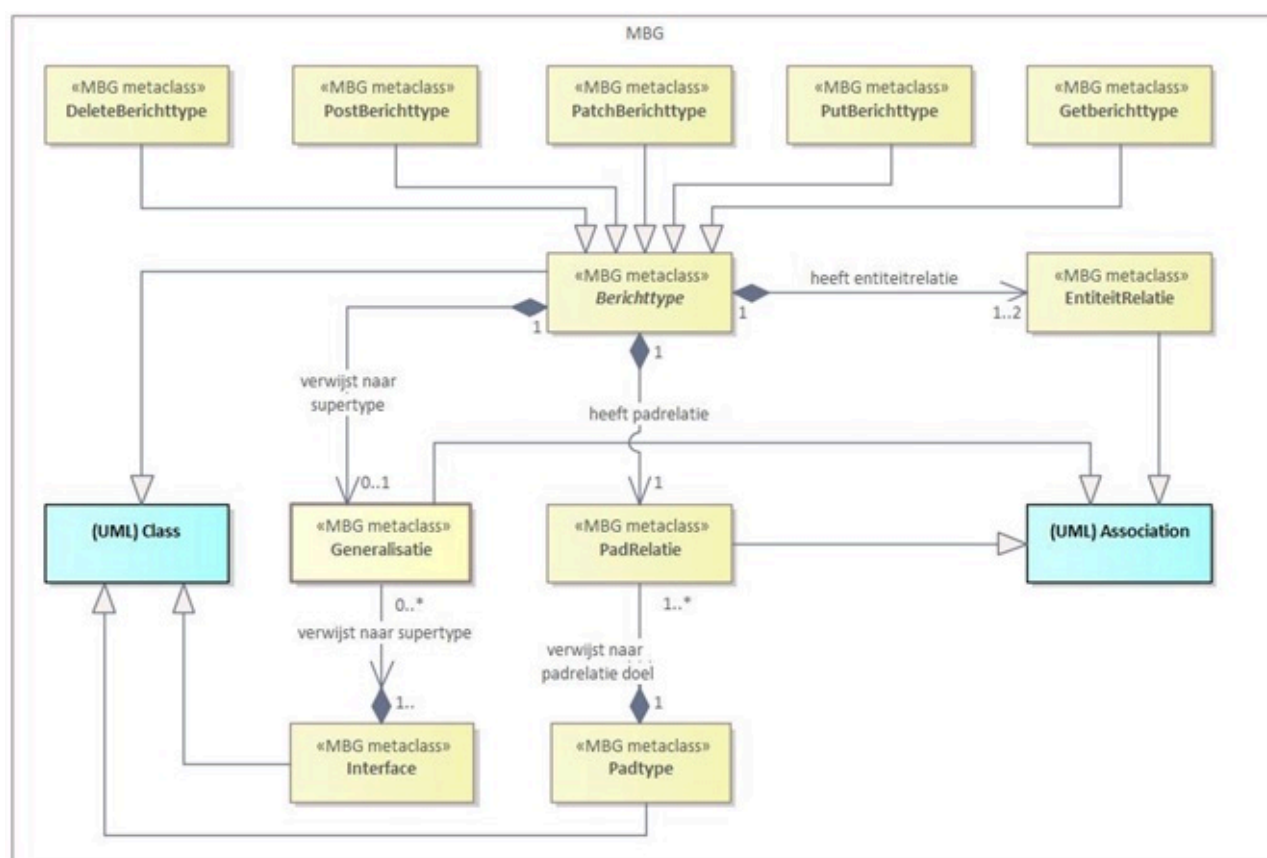 MBG
«MBG metaclass»
DeleteBerichttype
«MBG metaclass»
PostBerichttype
«MBG metaclass»
PatchBerichttype
«MBG metaclass»
PutBerichttype
«MBG metaclass»
Getberichttype
«MBG metaclass»
Berichttype
heeft entiteitrelatie
«MBG metaclass»
EntiteitRelatie
1
1
1..2
1
verwijst naar
supertype
heeft padrelatie
0..1
1
(UML) Class
«MBG metaclass»
Generalisatie
«MBG metaclass»
PadRelatie
(UML) Association
0..*
1..*
verwijst naar supertype
verwijst naar
padrelatie doel
1..
1
«MBG metaclass»
Interface
«MBG metaclass»
Padtype